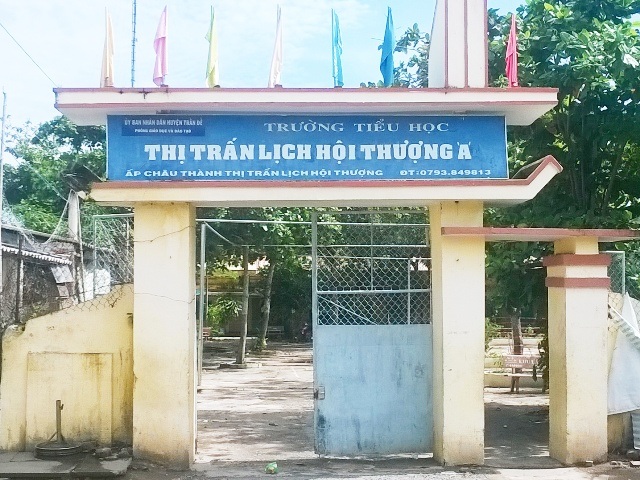 ỦY BAN NHÂN DÂN HUYỆN TRẦN ĐỀ
PHÒNG GIÁO DỤC VÀ ĐÀO TẠO
TRƯỜNG TIỂU HỌC
THỊ TRẤN LỊCH HỘI THƯỢNG A
ẤP CHÂU THÀNH THỊ TRẤN LỊCH HỘI THƯỢNG ĐT: 0793.849813